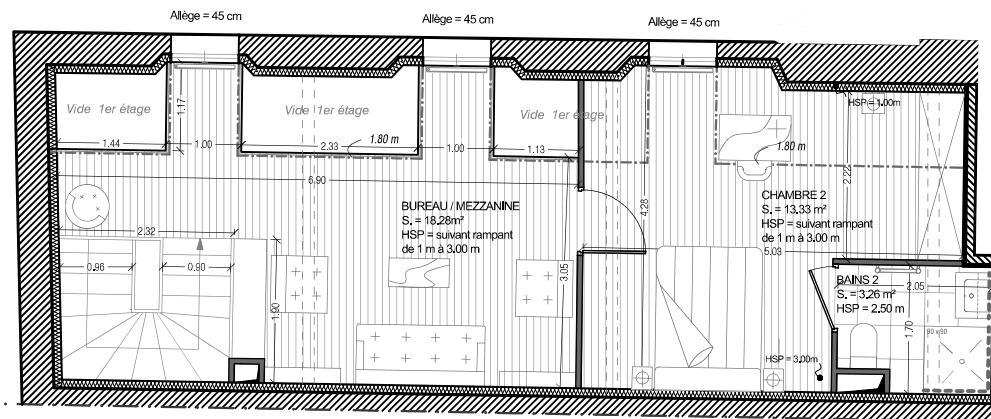 Allège = 45 cm
Allège = 45 cm
Allège = 45 cm
Vide 1er étage
Vide 1er étage
Vide 1er étage
HSP = 1.00m
1.17
1.44
1.00
2.33
1.80 m
1.00
1.13
1.80 m
6.90
2.22
BUREAU / MEZZANINE
S. = 18.28m²
HSP = suivant rampant
de 1 m à 3.00 m
CHAMBRE 2
S. = 13.33 m²
HSP = suivant rampant
de 1 m à 3.00 m
4.28
5.03
2.32
0.96
0.90
3.05
1.90
BAINS 2
S. = 3,26 m²
HSP = 2.50 m
2.05
1.70
90 x 90
HSP = 3.00m